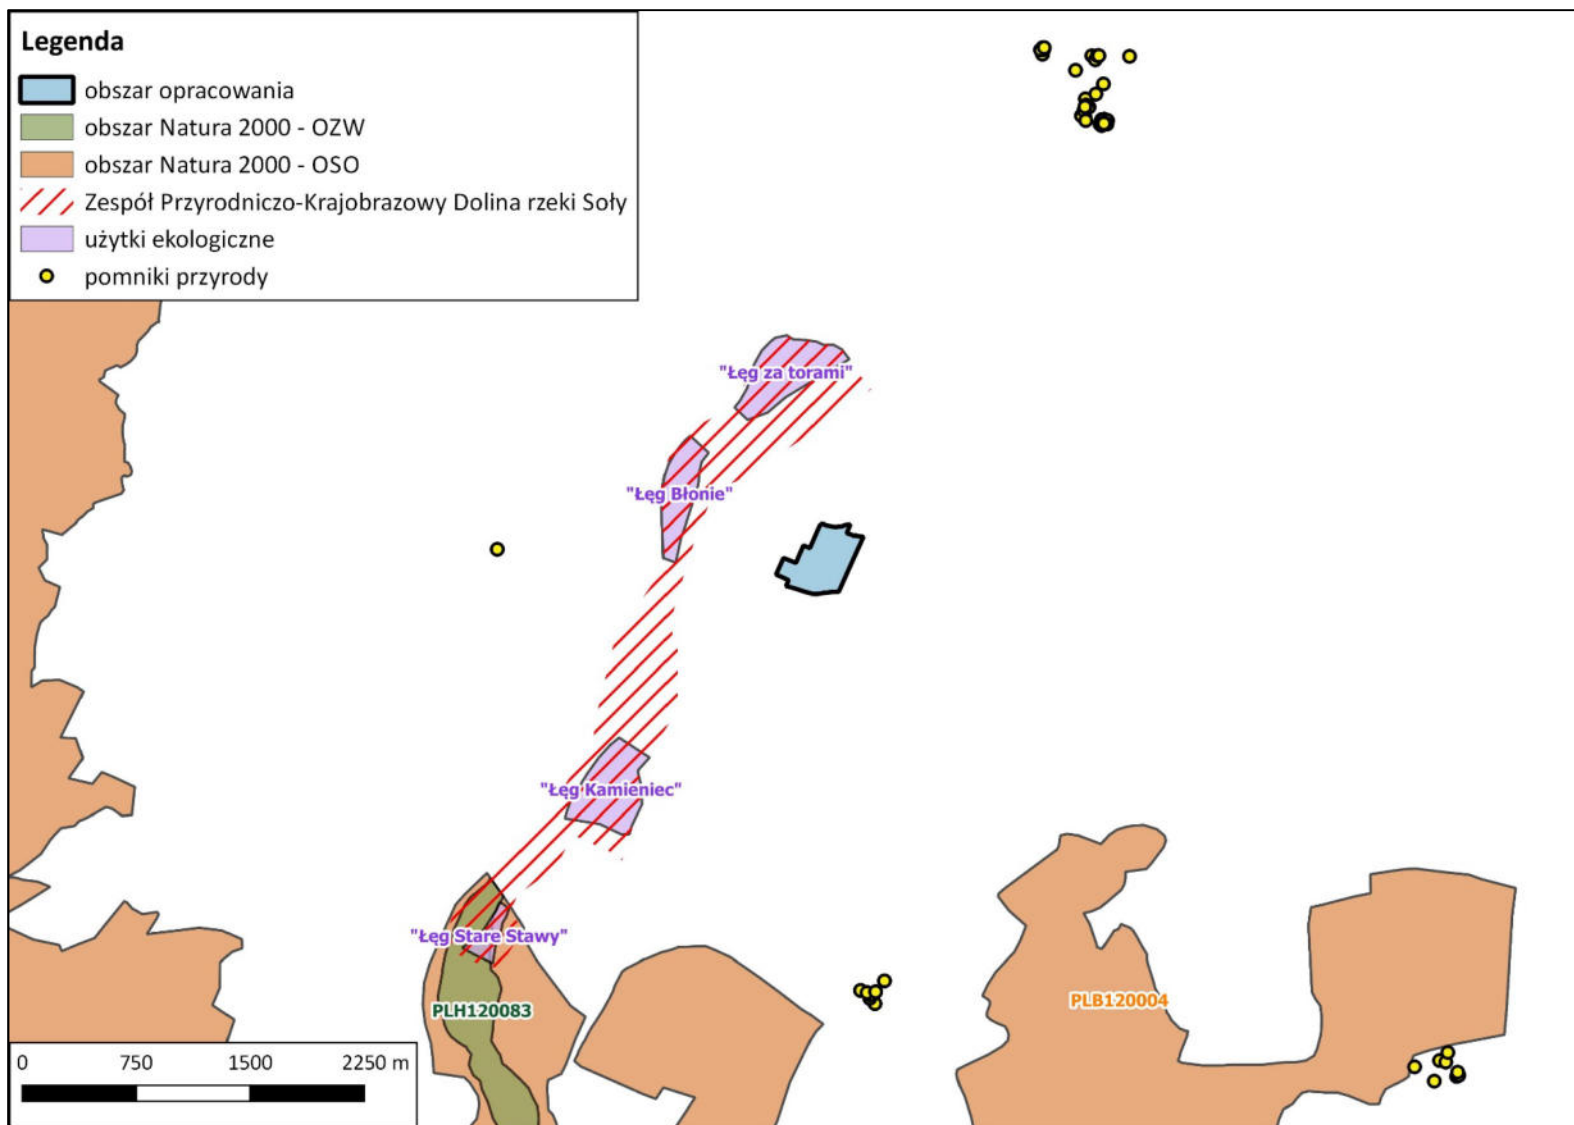 Legenda
obszar opracowania
obszar Natura 2000 - OZW
obszar Natura 2000 - OSO
Zespół Przyrodniczo-Krajobrazowy Dolina rzeki Soły
użytki ekologiczne
pomniki przyrody
"Łęg za torami"
"Łęg Błonie"
"Łęg Kamieniec"
"Łęg Stare Stawy"
PLH120083
PLB120004
0 750 1500 2250 m